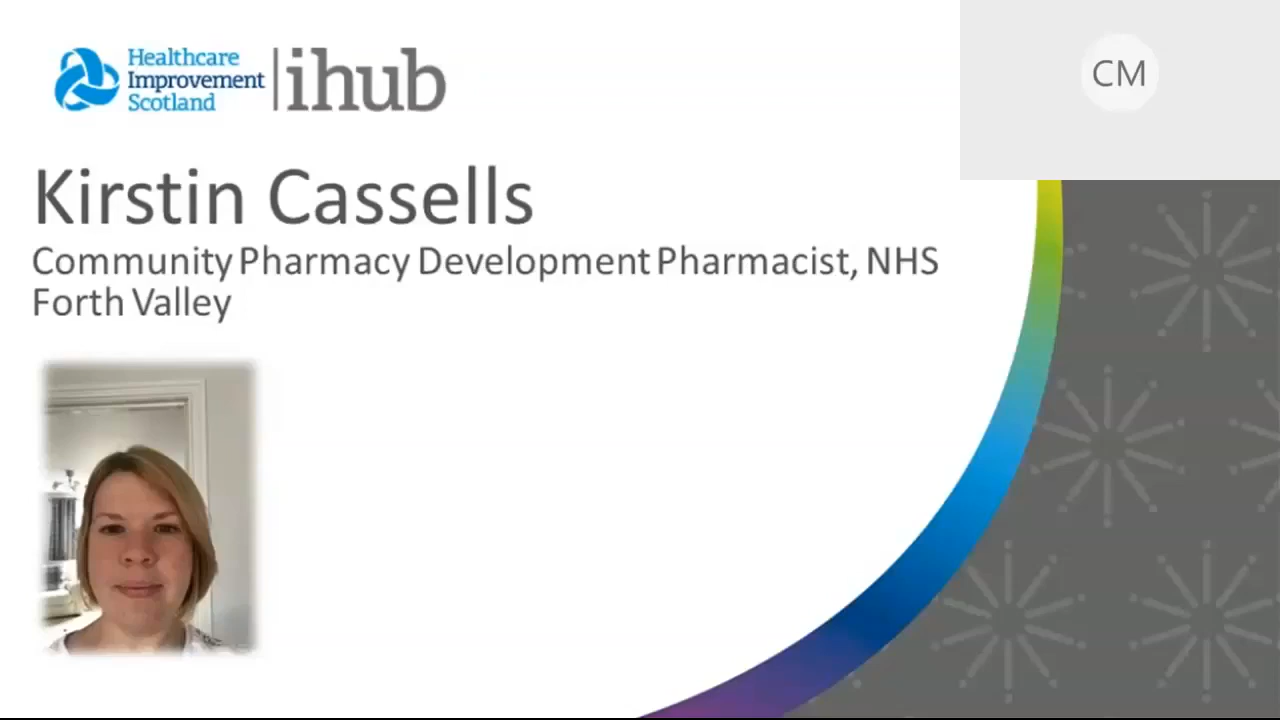 Healthcare
Improvement
Scotland
ihub
CM
Kirstin Cassells
Community Pharmacy Development Pharmacist, NHS
Forth Valley